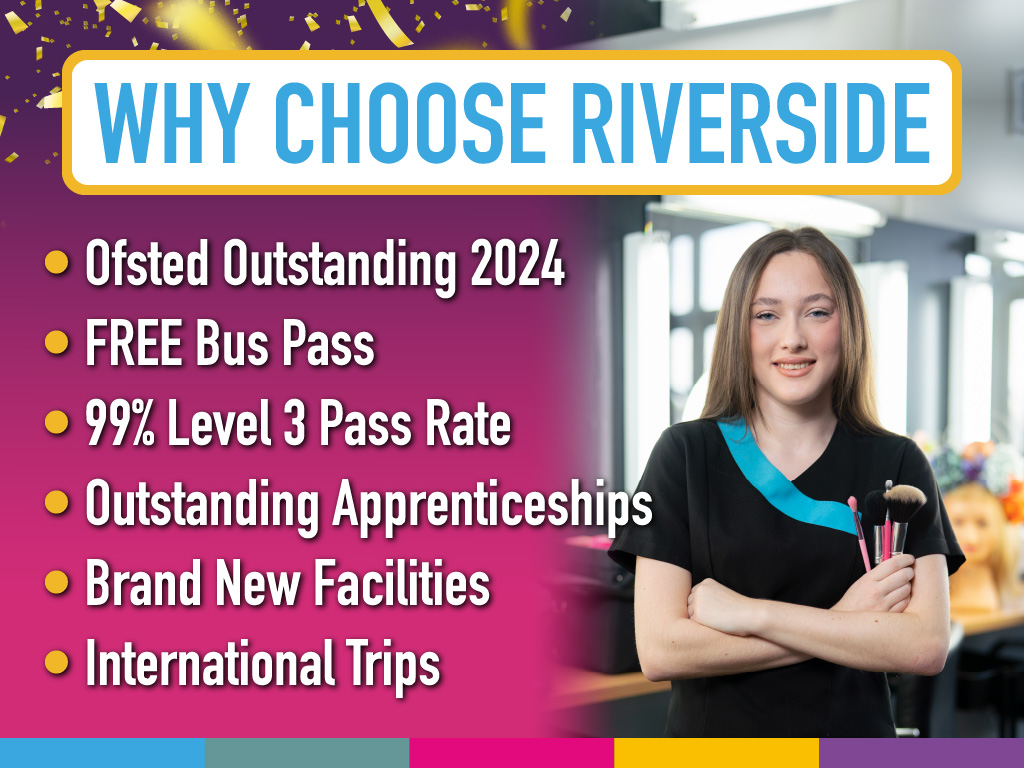 WHY CHOOSE RIVERSIDE
• Ofsted Outstanding 2024
• FREE Bus Pass
• 99% Level 3 Pass Rate
• Outstanding Apprenticeships
• Brand New Facilities
• International Trips